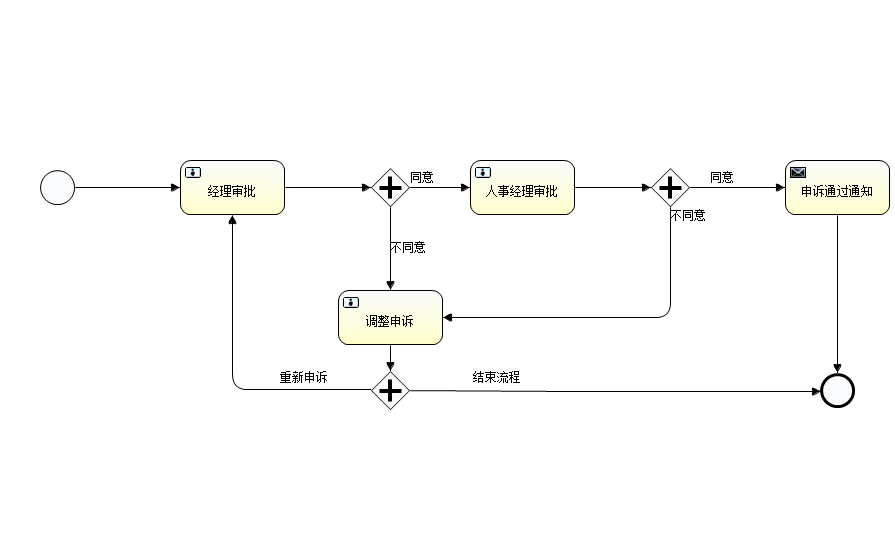 经理审批
同意
人事经理审批
同意
申诉通过通知
不同意
不同意
调整申诉
重新申诉
结束流程